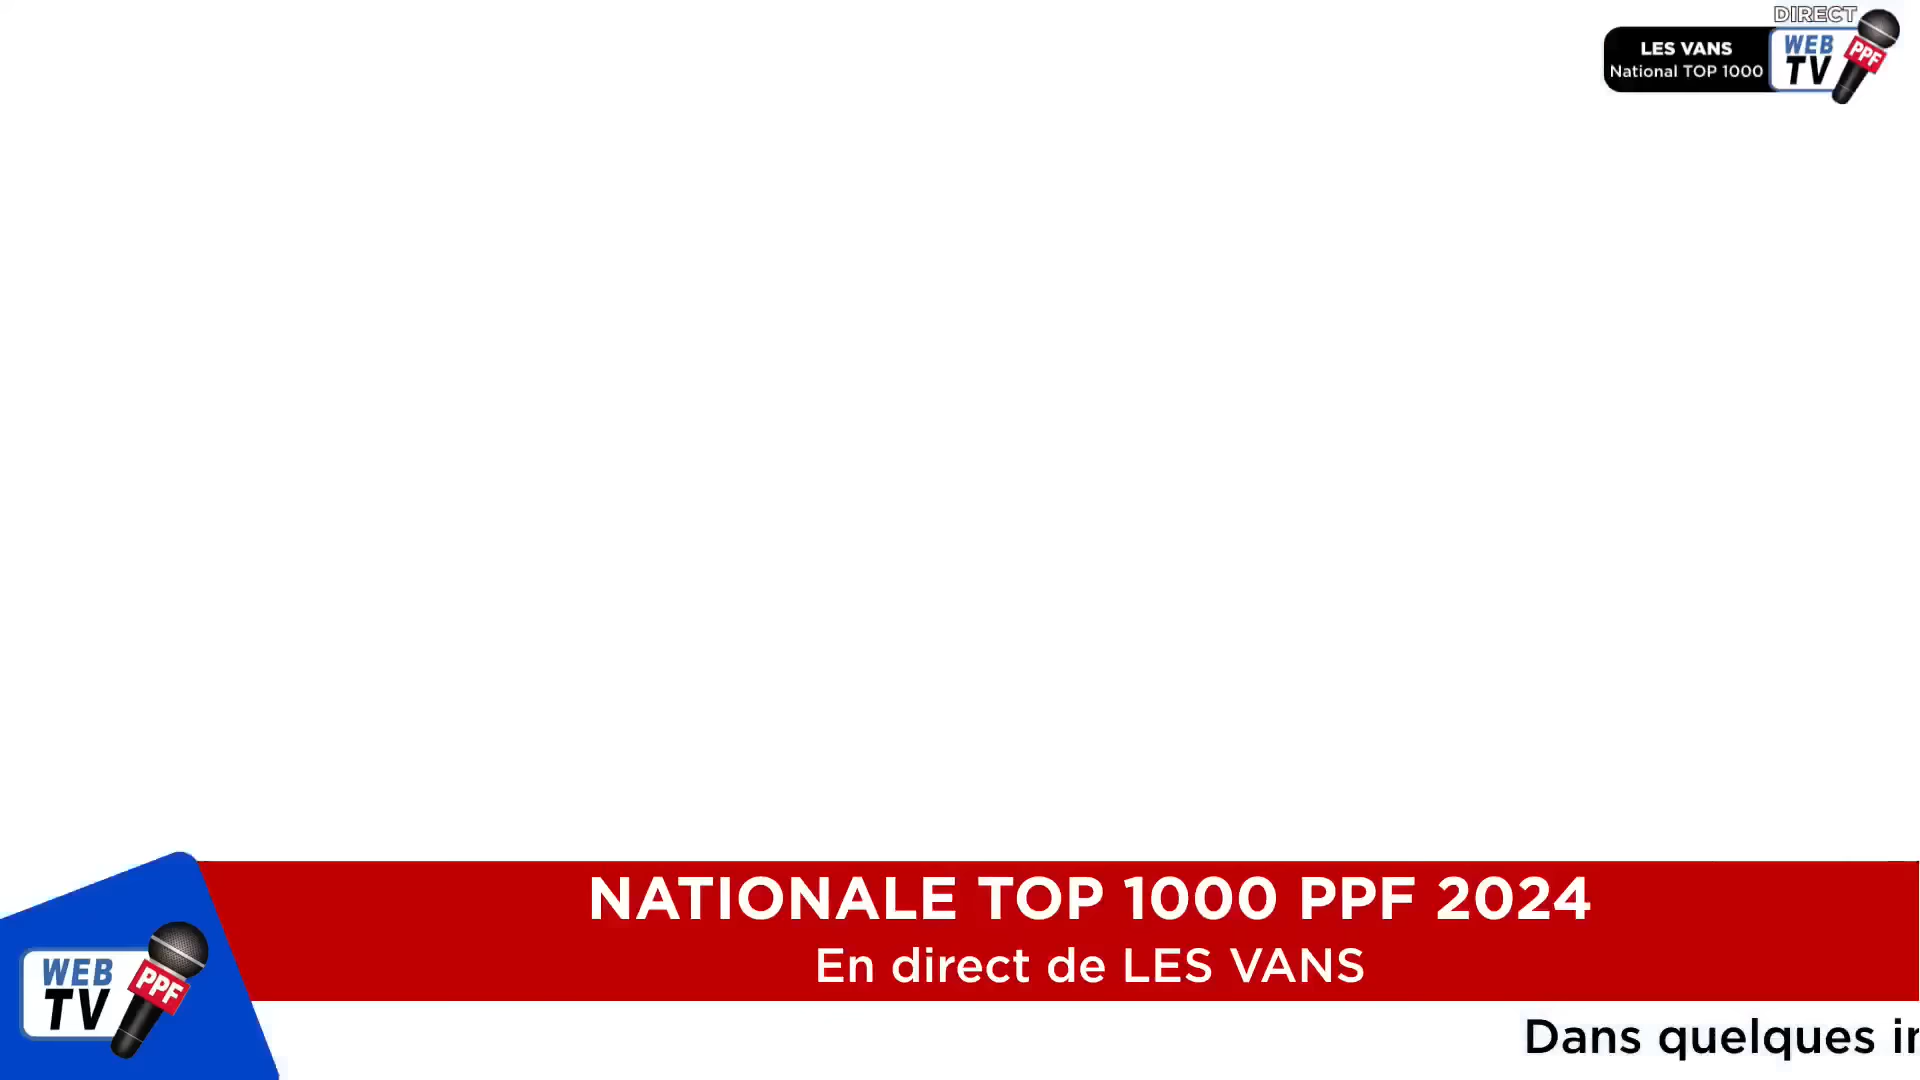 DIRECT
LES VANS
National TOP 1000
WEB
TV
PPF
NATIONALE TOP 1000 PPF 2024
En direct de LES VANS
WEB
TV
PPF
Dans quelques